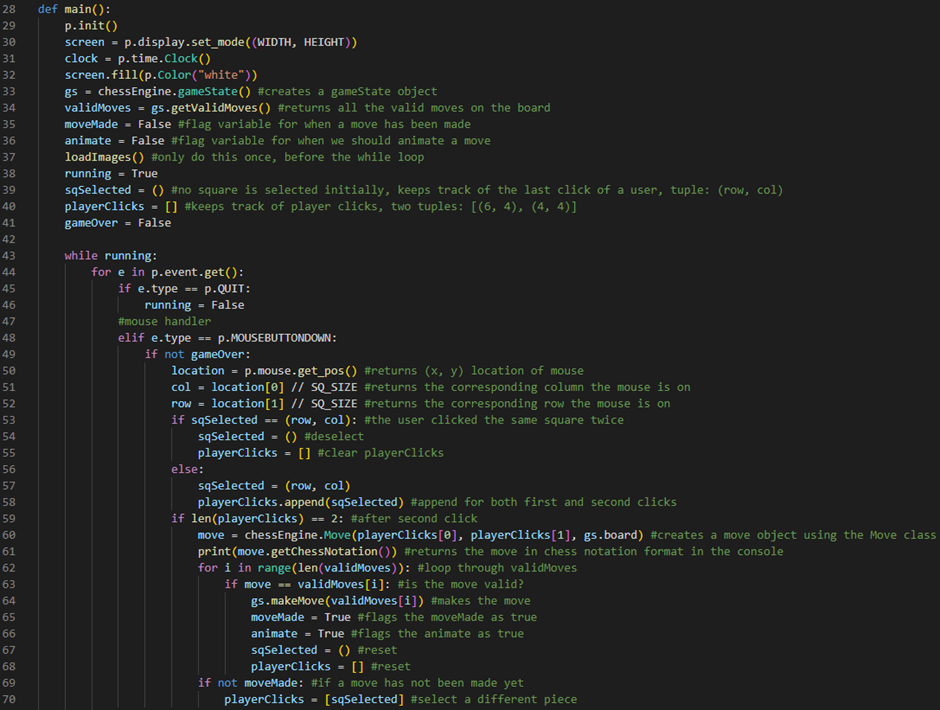 28 def main():
29     p.init()
30     screen = p.display.set_mode((WIDTH, HEIGHT))
31     clock = p.time.Clock()
32     screen.fill(p.Color("white"))
33     gs = chessEngine.gameState() #creates a gameState object
34     validMoves = gs.getValidMoves() #returns all the valid moves on the board
35     moveMade = False #flag variable for when a move has been made
36     animate = False #flag variable for when we should animate a move
37     loadImages() #only do this once, before the while loop
38     running = True
39     sqSelected = () #no square is selected initially, keeps track of the last click of a user, tuple: (row, col)
40     playerClicks = [] #keeps track of player clicks, two tuples: [(6, 4), (4, 4)]
41     gameOver = False
42
43     while running:
44         for e in p.event.get():
45             if e.type == p.QUIT:
46                 running = False
47             #mouse handler
48             elif e.type == p.MOUSEBUTTONDOWN:
49                 if not gameOver:
50                     location = p.mouse.get_pos() #returns (x, y) location of mouse
51                     col = location[0] // SQ_SIZE #returns the corresponding column the mouse is on
52                     row = location[1] // SQ_SIZE #returns the corresponding row the mouse is on
53                     if sqSelected == (row, col): #the user clicked the same square twice
54                         sqSelected = () #deselect
55                         playerClicks = [] #clear playerClicks
56                     else:
57                         sqSelected = (row, col)
58                         playerClicks.append(sqSelected) #append for both first and second clicks
59                     if len(playerClicks) == 2: #after second click
60                         move = chessEngine.Move(playerClicks[0], playerClicks[1], gs.board) #creates a move object using the Move class
61                         print(move.getChessNotation()) #returns the move in chess notation format in the console
62                         for i in range(len(validMoves)): #loop through validMoves
63                             if move == validMoves[i]: #is the move valid?
64                                 gs.makeMove(validMoves[i]) #makes the move
65                                 moveMade = True #flags the moveMade as true
66                                 animate = True #flags the animate as true
67                                 sqSelected = () #reset
68                                 playerClicks = [] #reset
69                         if not moveMade: #if a move has not been made yet
70                             playerClicks = [sqSelected] #select a different piece